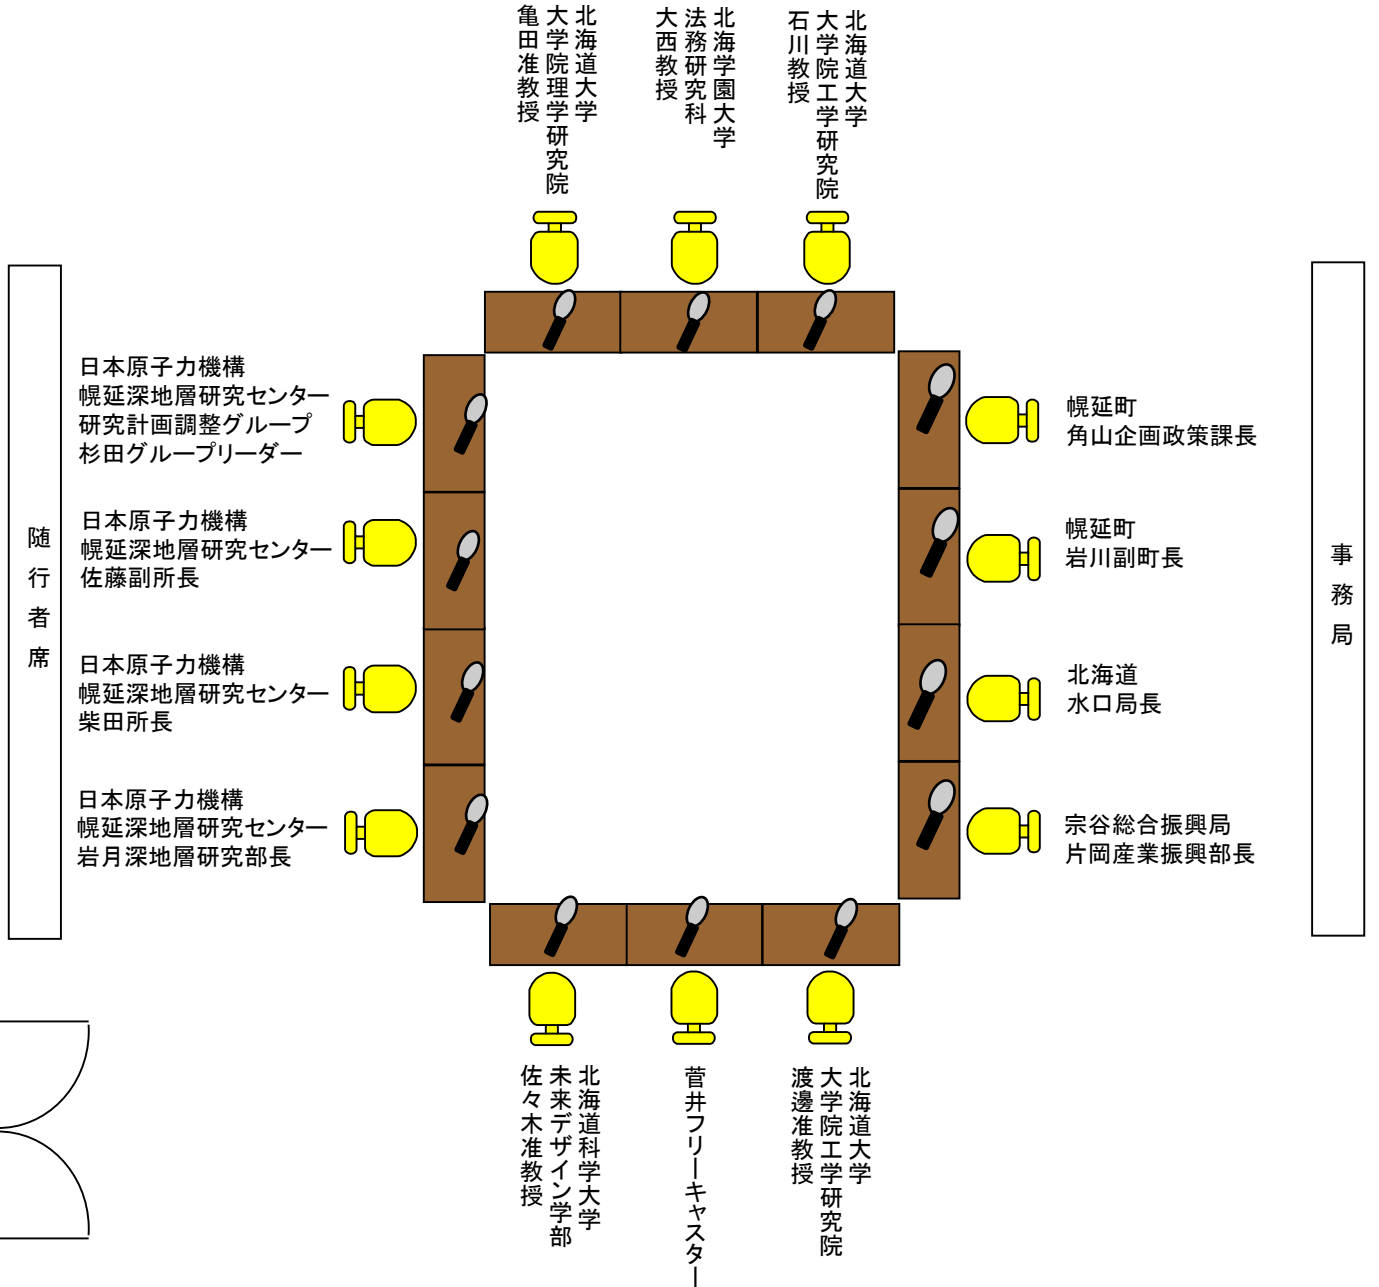 北海道大学
大学院理学研究院
亀田准教授
北海学園大学
法務研究科
大西教授
北海道大学
大学院工学研究院
石川教授
随行者席
日本原子力機構
幌延深地層研究センター
研究計画調整グループ
杉田グループリーダー
日本原子力機構
幌延深地層研究センター
佐藤副所長
日本原子力機構
幌延深地層研究センター
柴田所長
日本原子力機構
幌延深地層研究センター
岩月深地層研究部長
幌延町
角山企画政策課長
幌延町
岩川副町長
北海道
水口局長
宗谷総合振興局
片岡産業振興部長
事務局
北海道科学大学
未来デザイン学部
佐々木准教授
菅井フリーキャスター
北海道大学
大学院工学研究院
渡邊准教授